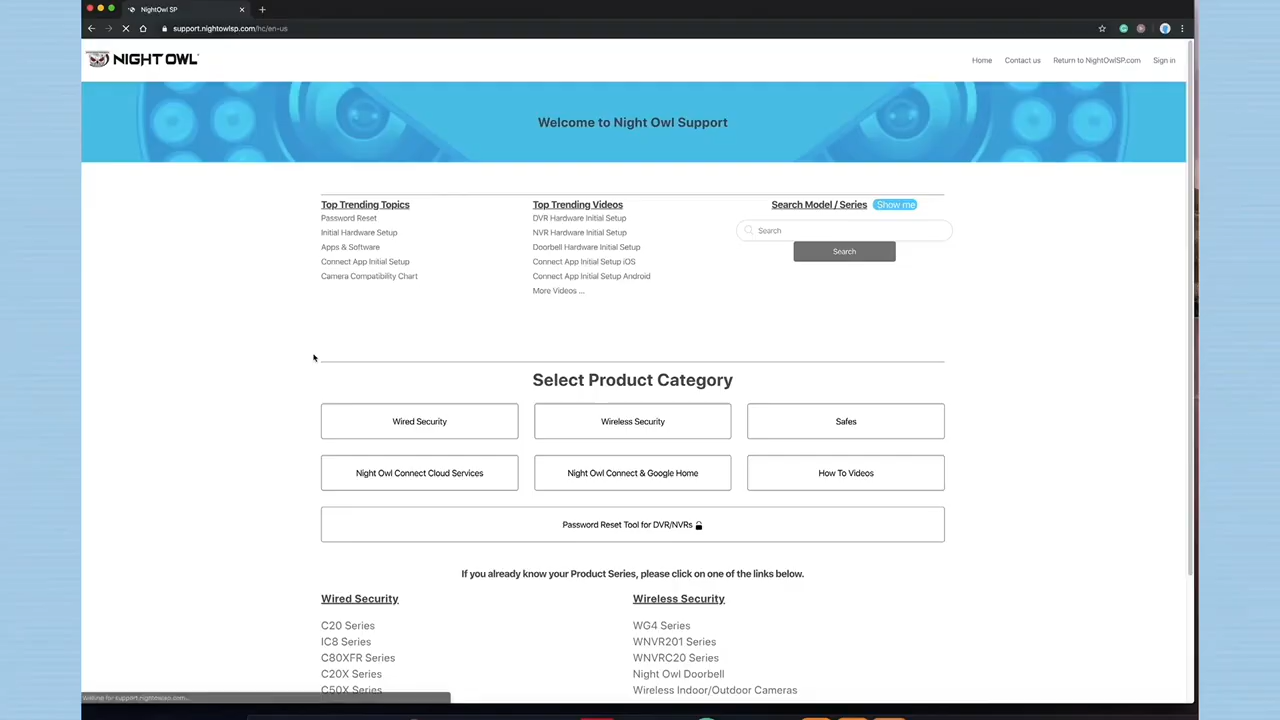 NightOwl SP
support.nightowlsp.com/hc/en-us
NIGHT OWL
Home Contact us Return to NightOwlSP.com Sign in
Welcome to Night Owl Support
Top Trending Topics
Password Reset
Initial Hardware Setup
Apps & Software
Connect App Initial Setup
Camera Compatibility Chart
Top Trending Videos
DVR Hardware Initial Setup
NVR Hardware Initial Setup
Doorbell Hardware Initial Setup
Connect App Initial Setup iOS
Connect App Initial Setup Android
More Videos ...
Search Model / Series Show me
Search
Search
Select Product Category
Wired Security Wireless Security Safes
Night Owl Connect Cloud Services Night Owl Connect & Google Home How To Videos
Password Reset Tool for DVR/NVRs
If you already know your Product Series, please click on one of the links below.
Wired Security
C20 Series
IC8 Series
C80XFR Series
C20X Series
C50X Series
Wireless Security
WG4 Series
WNVR201 Series
WNVRC20 Series
Night Owl Doorbell
Wireless Indoor/Outdoor Cameras
Waiting for support.nightowlsp.com...